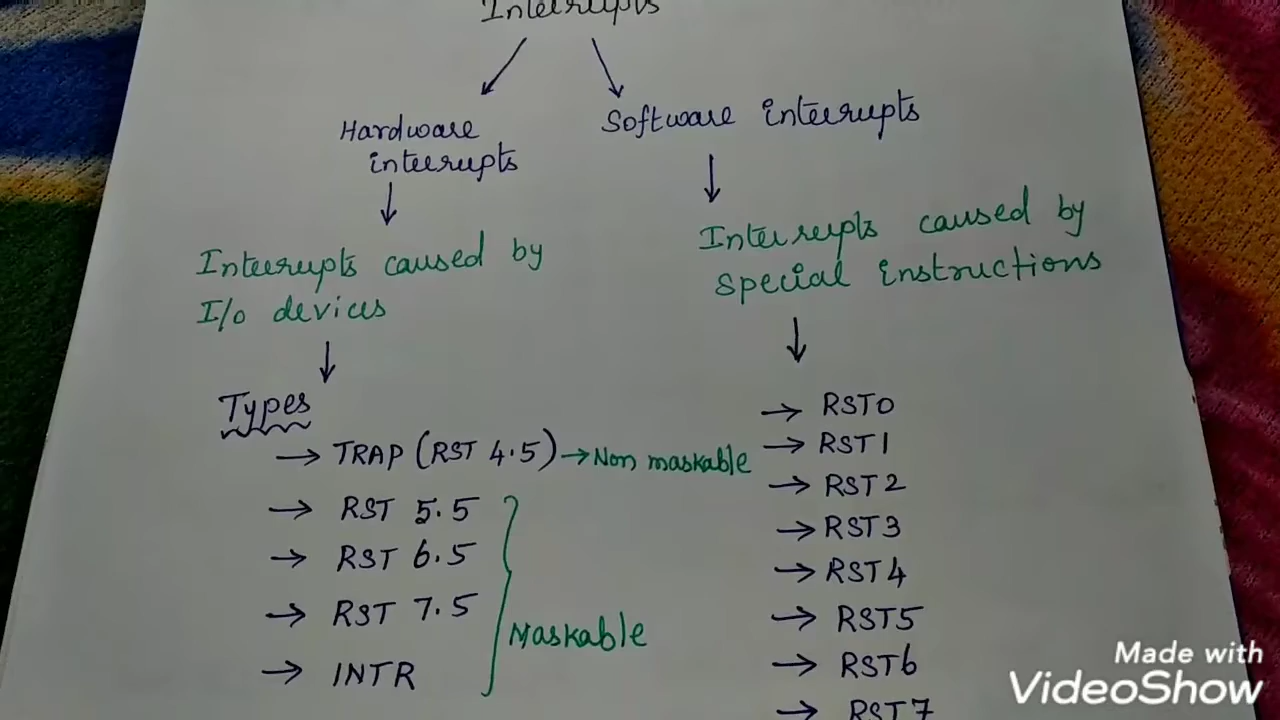 Interrupts
Hardware
interrupts
Software interrupts
Interrupts caused by
I/o devices
Interrupts caused by
special instructions
Types
→ TRAP (RST 4.5) → Non maskable
→ RST 5.5
→ RST 6.5
→ RST 7.5
→ INTR
Maskable
→ RST0
→ RST1
→ RST2
→ RST3
→ RST4
→ RST5
→ RST6
→ RST7
Made with
VideoShow